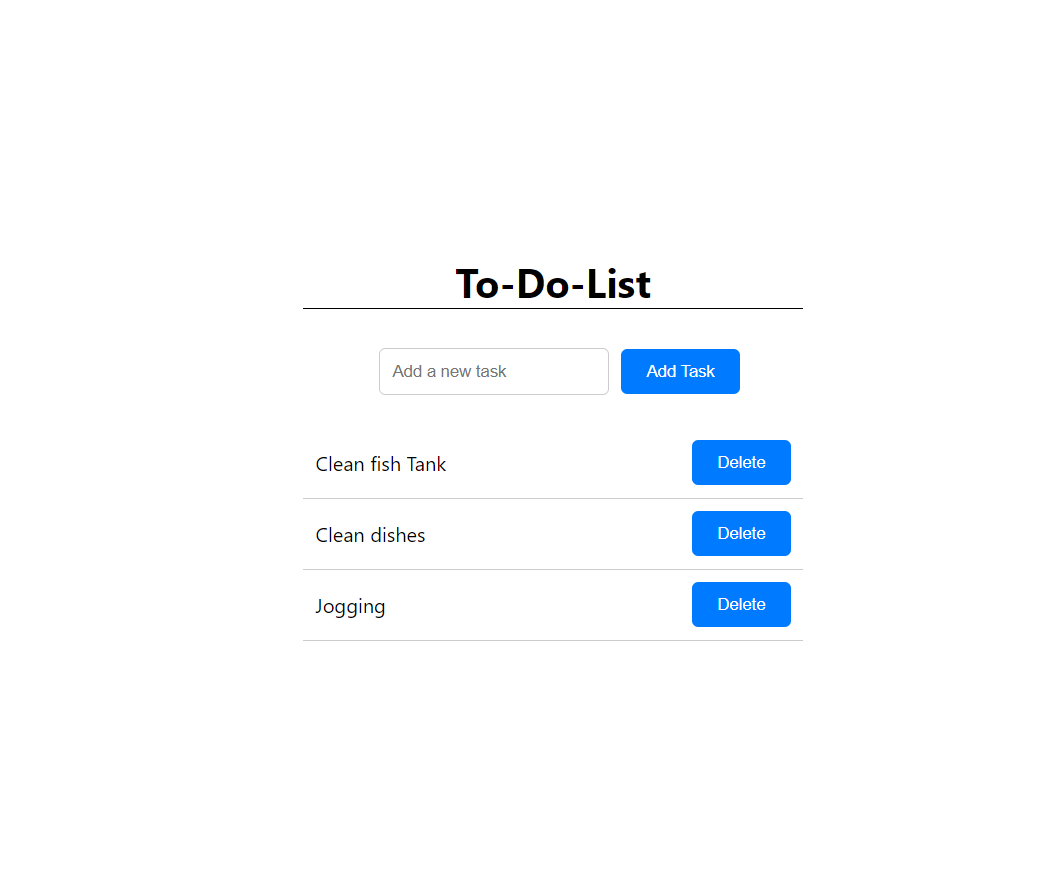 To-Do-List
Add a new task Add Task
Clean fish Tank Delete
Clean dishes Delete
Jogging Delete